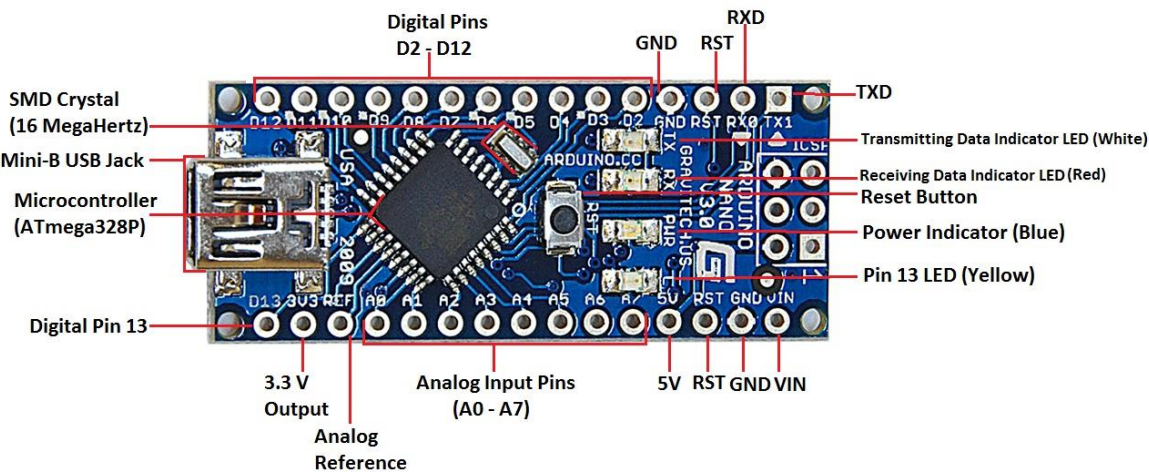 Digital Pins
D2 - D12
GND
RST
RXD
TXD
SMD Crystal
(16 MegaHertz)
Mini-B USB Jack
Microcontroller
(ATmega328P)
Digital Pin 13
3.3 V
Output
Analog
Reference
Analog Input Pins
(A0 - A7)
5V
RST
GND
VIN
Transmitting Data Indicator LED (White)
Receiving Data Indicator LED (Red)
Reset Button
Power Indicator (Blue)
Pin 13 LED (Yellow)
D12 D11 D10 D9 D8 D7 D6 D5 D4 D3 D2 GND RST RX0 TX1
USA
2009
ARDUINO.CC
TX
RX
PWR
L
RST
GRAVITECH.US
ARDUINO
NANO
V3.0
ICSP
D13 3V3 REF A0 A1 A2 A3 A4 A5 A6 A7 5V RST GND VIN